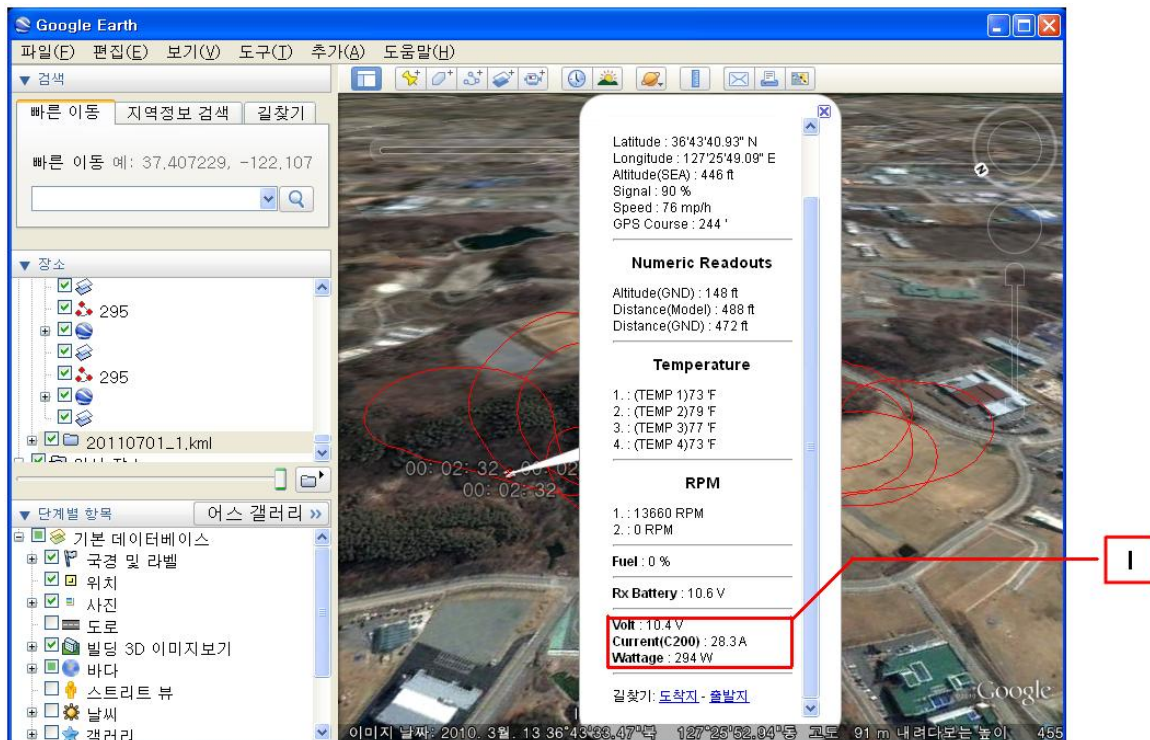 Google Earth
파일(F) 편집(E) 보기(V) 도구(T) 추가(A) 도움말(H)
▼ 검색
빠른 이동 지역정보 검색 길찾기
빠른 이동 예: 37.407229, -122.107
▼ 장소
295
295
20110701_1.kml
▼ 단계별 항목 어스 갤러리 »
기본 데이터베이스
국경 및 라벨
위치
사진
도로
빌딩 3D 이미지보기
바다
스트리트 뷰
날씨
갤러리
Latitude : 36'43'40.93" N
Longitude : 127'25'49.09" E
Altitude(SEA) : 446 ft
Signal : 90 %
Speed : 76 mp/h
GPS Course : 244 '
Numeric Readouts
Altitude(GND) : 148 ft
Distance(Model) : 488 ft
Distance(GND) : 472 ft
Temperature
1. : (TEMP 1)73 'F
2. : (TEMP 2)79 'F
3. : (TEMP 3)77 'F
4. : (TEMP 4)73 'F
RPM
1. : 13660 RPM
2. : 0 RPM
Fuel : 0 %
Rx Battery : 10.6 V
Volt : 10.4 V
Current(C200) : 28.3 A
Wattage : 294 W
길찾기: 도착지 - 출발지
00: 02: 32
00: 02
00: 02: 32
Google
이미지 날짜: 2010. 3월. 13 36°43'33.47"북 127°25'52.94"동 고도 91 m 내려다보는 높이 455
I